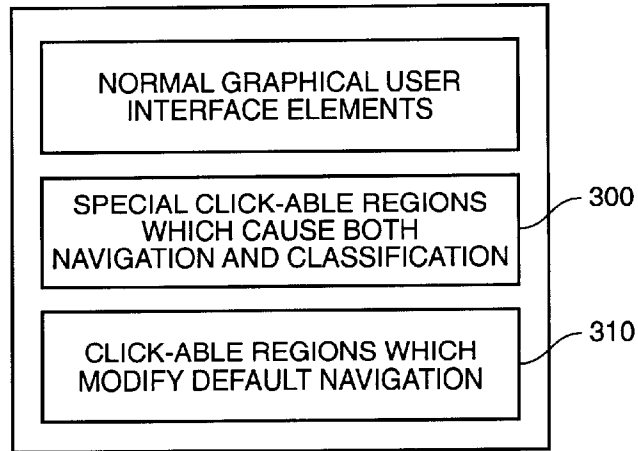 NORMAL GRAPHICAL USER
INTERFACE ELEMENTS
SPECIAL CLICK-ABLE REGIONS
WHICH CAUSE BOTH
NAVIGATION AND CLASSIFICATION
300
CLICK-ABLE REGIONS WHICH
MODIFY DEFAULT NAVIGATION
310